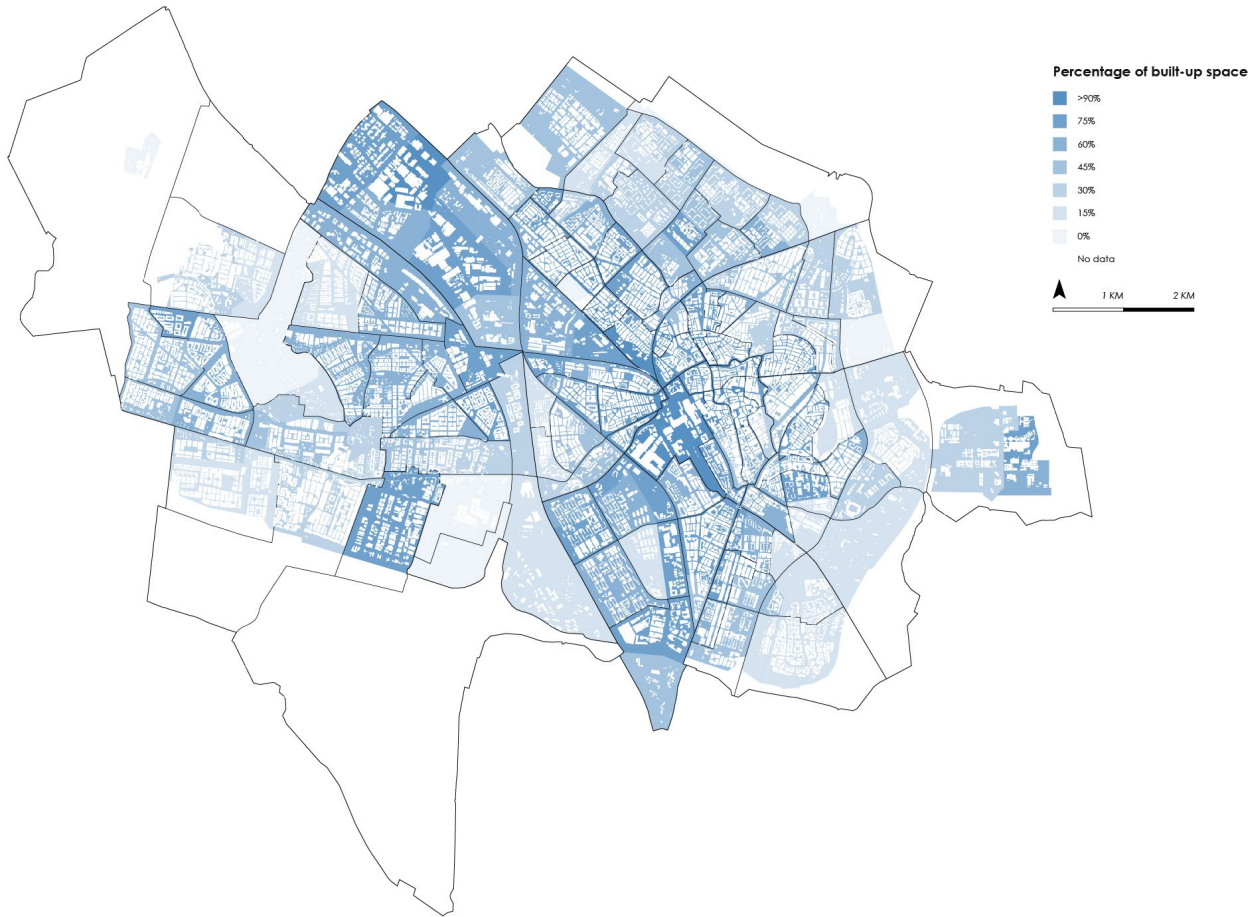 Percentage of built-up space
>90%
75%
60%
45%
30%
15%
0%
No data
1 KM 2 KM